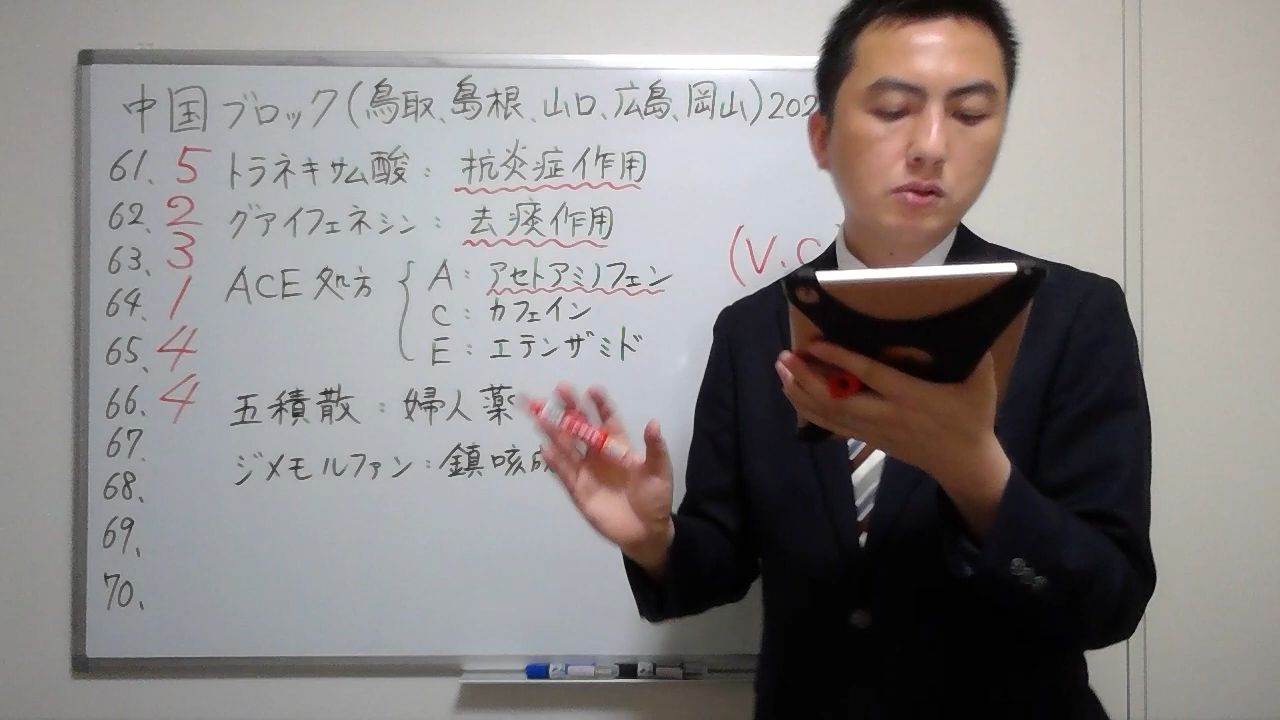 中国ブロック(鳥取、島根、山口、広島、岡山)202
61. 5 トラネキサム酸: 抗炎症作用
62. 2 グアイフェネシン: 去痰作用
(V.C
63. 3
ACE処方 A: アセトアミノフェン
64. 1 C: カフェイン
65. 4 E: エテンザミド
66. 4 五積散: 婦人薬
67.
ジメモルファン: 鎮咳成
68.
69.
70.